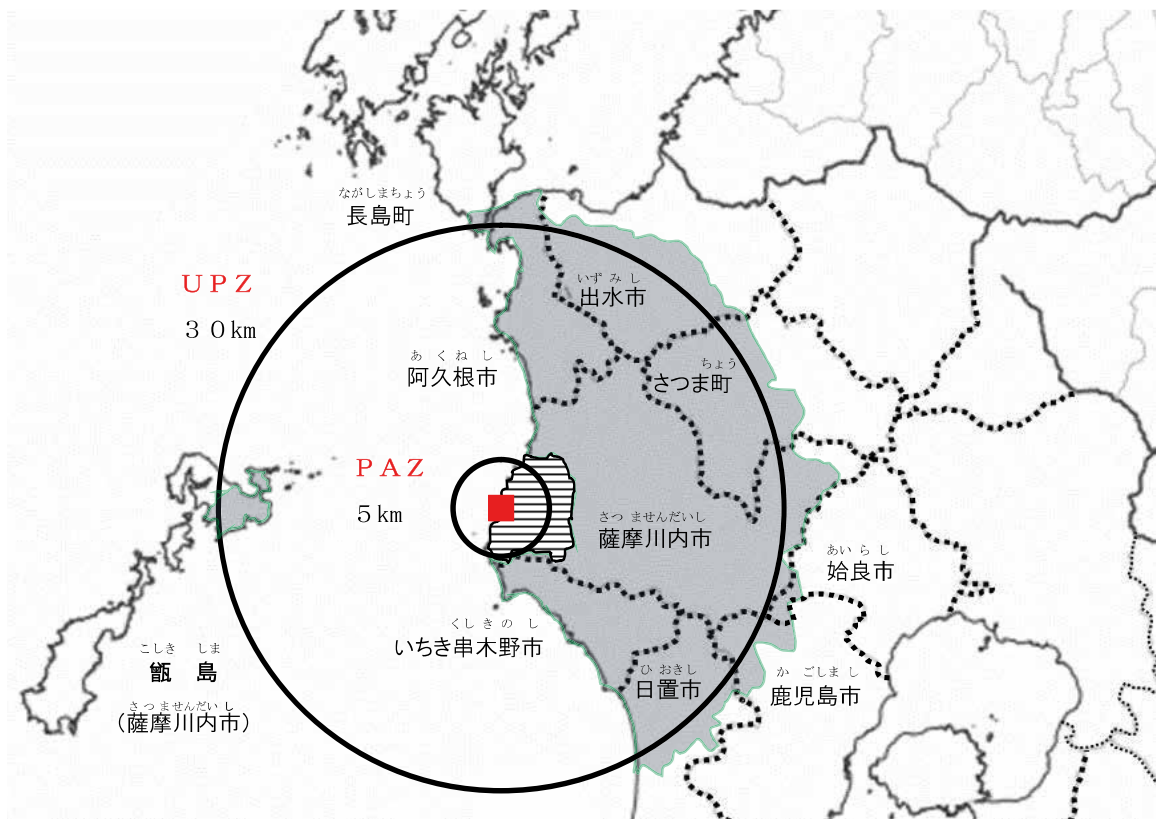 ながしまちょう
長島町
UPZ
30km
いずみし
出水市
あくねし
阿久根市
ちょう
さつま町
PAZ
5km
さつませんだいし
薩摩川内市
あいらし
姶良市
くしきのし
いちき串木野市
こしき しま
甑 島
さつませんだいし
(薩摩川内市)
ひおきし
日置市
かごしまし
鹿児島市